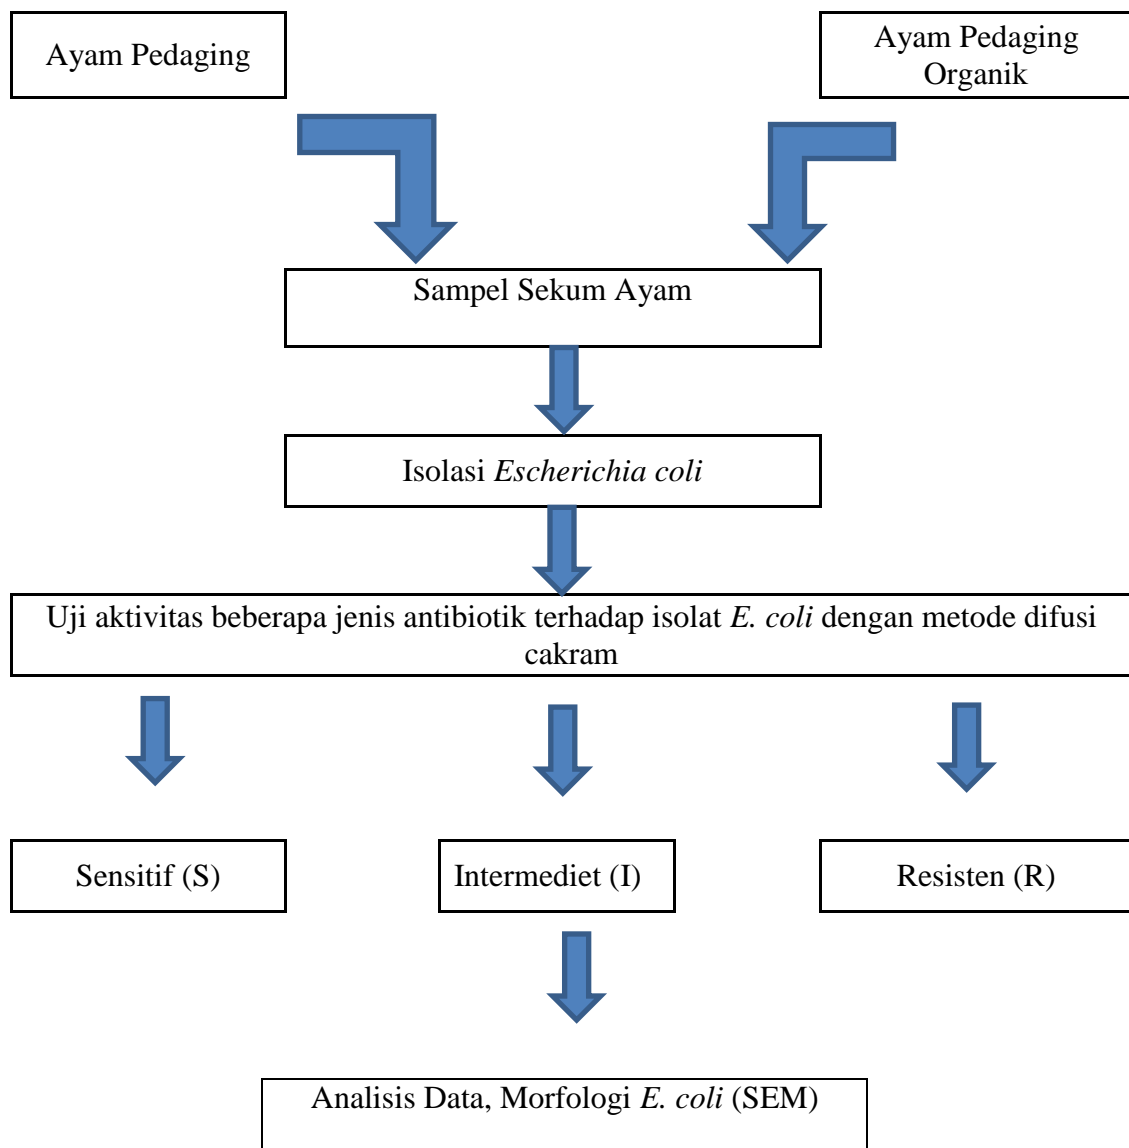 Ayam Pedaging
Ayam Pedaging
Organik
Sampel Sekum Ayam
Isolasi Escherichia coli
Uji aktivitas beberapa jenis antibiotik terhadap isolat E. coli dengan metode difusi
cakram
Sensitif (S)
Intermediet (I)
Resisten (R)
Analisis Data, Morfologi E. coli (SEM)